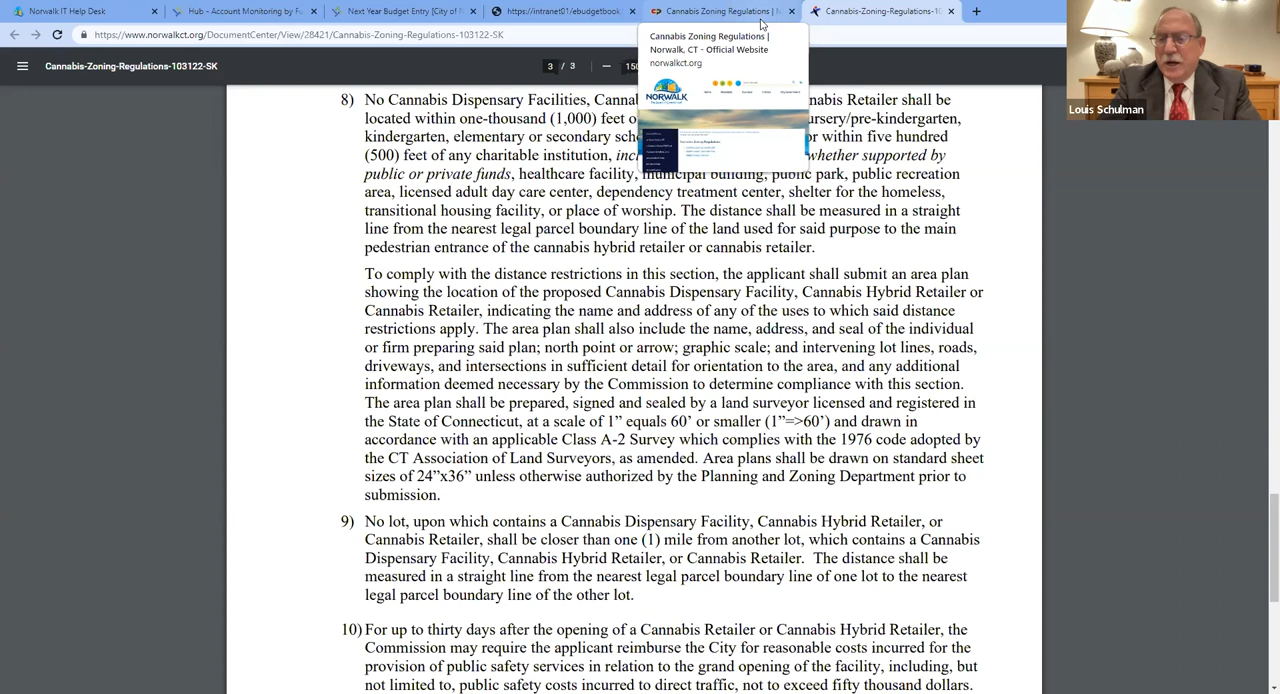 Norwalk IT Help Desk
Hub - Account Monitoring by Fu
Next Year Budget Entry [City of N
https://intranet01/ebudgetbook/
Cannabis Zoning Regulations | N
Cannabis-Zoning-Regulations-10
https://www.norwalkct.org/DocumentCenter/View/28421/Cannabis-Zoning-Regulations-103122-SK
Cannabis Zoning Regulations |
Norwalk, CT - Official Website
norwalkct.org
NORWALK
Cannabis-Zoning-Regulations-103122-SK
3 / 3
Louis Schulman
8) No Cannabis Dispensary Facilities, Canna nabis Retailer shall be
within one-thousand (1,000) feet o ursry/pre-kindergarten,
kin elementary or secondary sch or within five hundred
cultural institution, inc whether supported by
public or private funds, healthcare facility, municipal building, public park, public recreation
area, licensed adult day care center, dependency treatment center, shelter for the homeless,
transitional housing facility, or place of worship. The distance shall be measured in a straight
line from the nearest legal parcel boundary line of the land used for said purpose to the main
pedestrian entrance of the cannabis hybrid retailer or cannabis retailer.
To comply with the distance restrictions in this section, the applicant shall submit an area plan
showing the location of the proposed Cannabis Dispensary Facility, Cannabis Hybrid Retailer or
Cannabis Retailer, indicating the name and address of any of the uses to which said distance
restrictions apply. The area plan shall also include the name, address, and seal of the individual
or firm preparing said plan; north point or arrow; graphic scale; and intervening lot lines, roads,
driveways, and intersections in sufficient detail for orientation to the area, and any additional
information deemed necessary by the Commission to determine compliance with this section.
The area plan shall be prepared, signed and sealed by a land surveyor licensed and registered in
the State of Connecticut, at a scale of 1” equals 60’ or smaller (1”=>60’) and drawn in
accordance with an applicable Class A-2 Survey which complies with the 1976 code adopted by
the CT Association of Land Surveyors, as amended. Area plans shall be drawn on standard sheet
sizes of 24”x36” unless otherwise authorized by the Planning and Zoning Department prior to
submission.
9) No lot, upon which contains a Cannabis Dispensary Facility, Cannabis Hybrid Retailer, or
Cannabis Retailer, shall be closer than one (1) mile from another lot, which contains a Cannabis
Dispensary Facility, Cannabis Hybrid Retailer, or Cannabis Retailer. The distance shall be
measured in a straight line from the nearest legal parcel boundary line of one lot to the nearest
legal parcel boundary line of the other lot.
10) For up to thirty days after the opening of a Cannabis Retailer or Cannabis Hybrid Retailer, the
Commission may require the applicant reimburse the City for reasonable costs incurred for the
provision of public safety services in relation to the grand opening of the facility, including, but
not limited to, public safety costs incurred to direct traffic, not to exceed fifty thousand dollars.